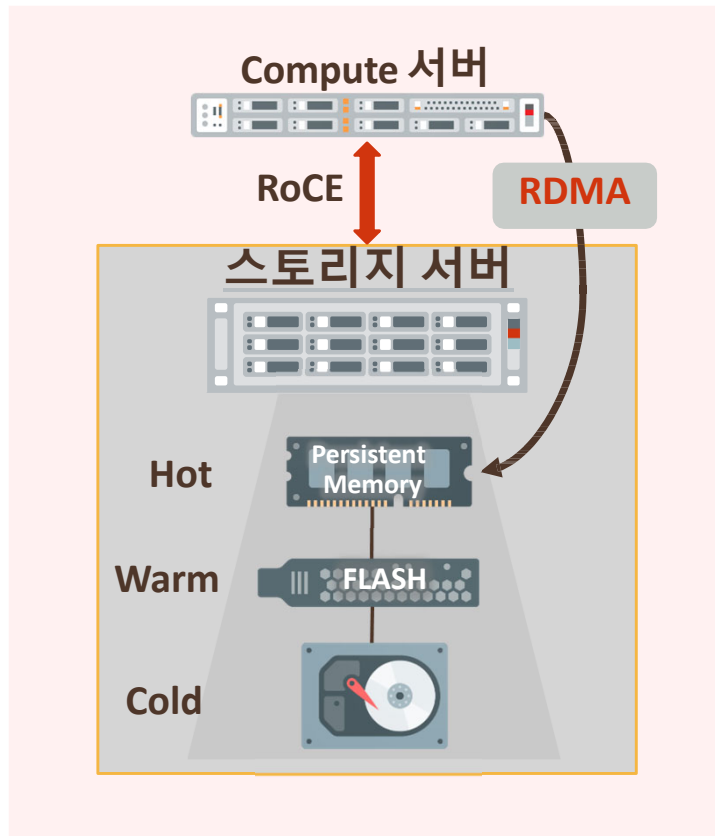 Compute 서버
RoCE
RDMA
스토리지 서버
Hot
Persistent
Memory
Warm
FLASH
Cold